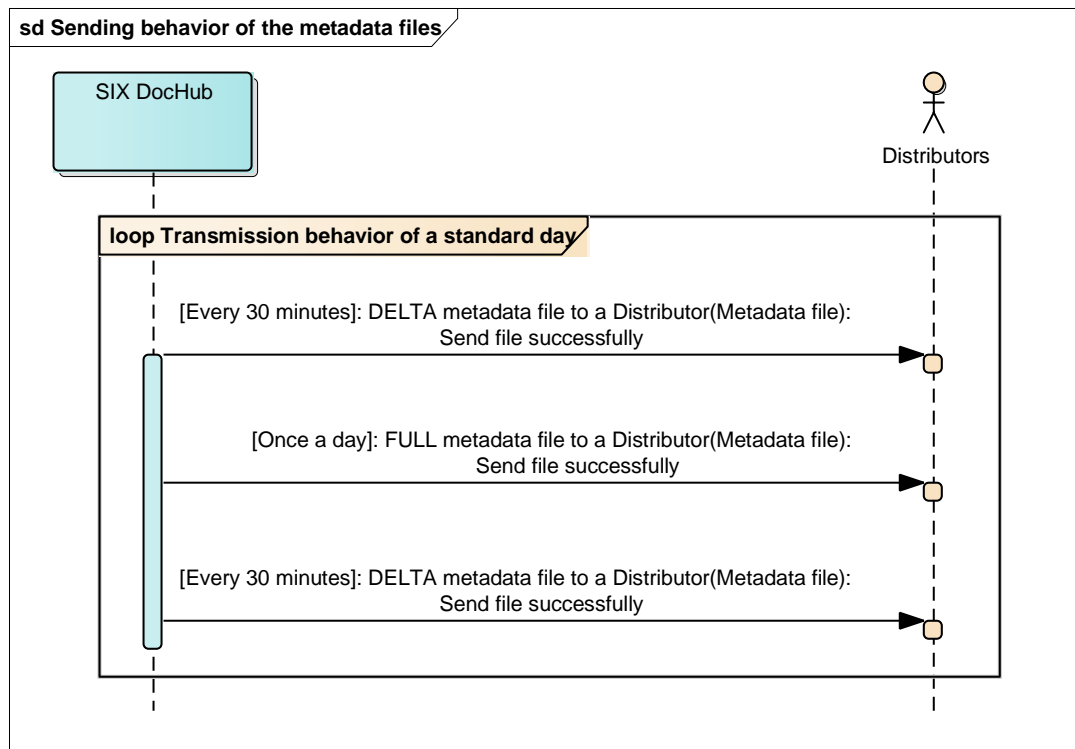 sd Sending behavior of the metadata files
SIX DocHub
Distributors
loop Transmission behavior of a standard day
[Every 30 minutes]: DELTA metadata file to a Distributor(Metadata file):
Send file successfully
[Once a day]: FULL metadata file to a Distributor(Metadata file):
Send file successfully
[Every 30 minutes]: DELTA metadata file to a Distributor(Metadata file):
Send file successfully